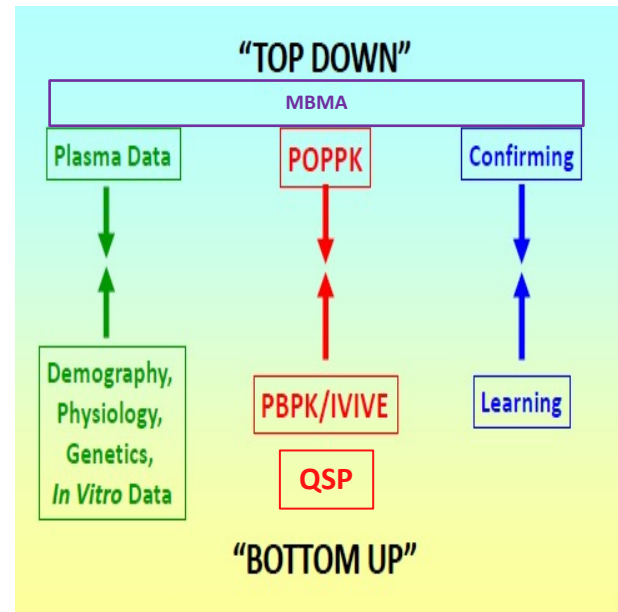 “TOP DOWN”
MBMA
Plasma Data
POPPK
Confirming
Demography,
Physiology,
Genetics,
In Vitro Data
PBPK/IVIVE
Learning
QSP
“BOTTOM UP”